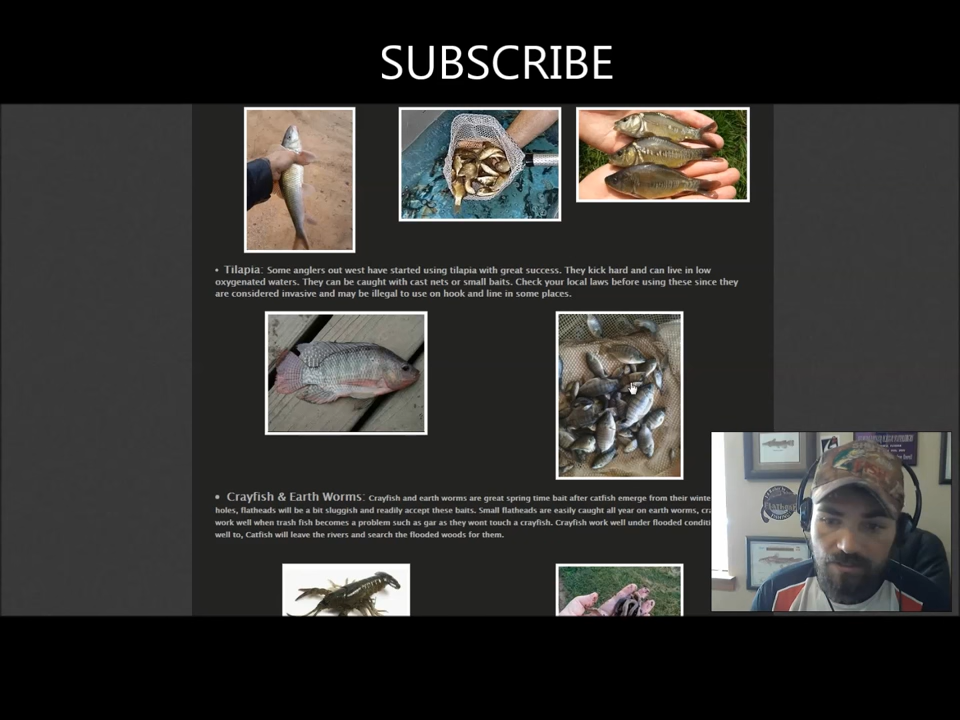 SUBSCRIBE
• Tilapia: Some anglers out west have started using tilapia with great success. They kick hard and can live in low
oxygenated waters. They can be caught with cast nets or small baits. Check your local laws before using these since they
are considered invasive and may be illegal to use on hook and line in some places.
• Crayfish & Earth Worms: Crayfish and earth worms are great spring time bait after catfish emerge from their winte
holes, flatheads will be a bit sluggish and readily accept these baits. Small flatheads are easily caught all year on earth worms, cra
work well when trash fish becomes a problem such as gar as they wont touch a crayfish. Crayfish work well under flooded conditi
well to, Catfish will leave the rivers and search the flooded woods for them.